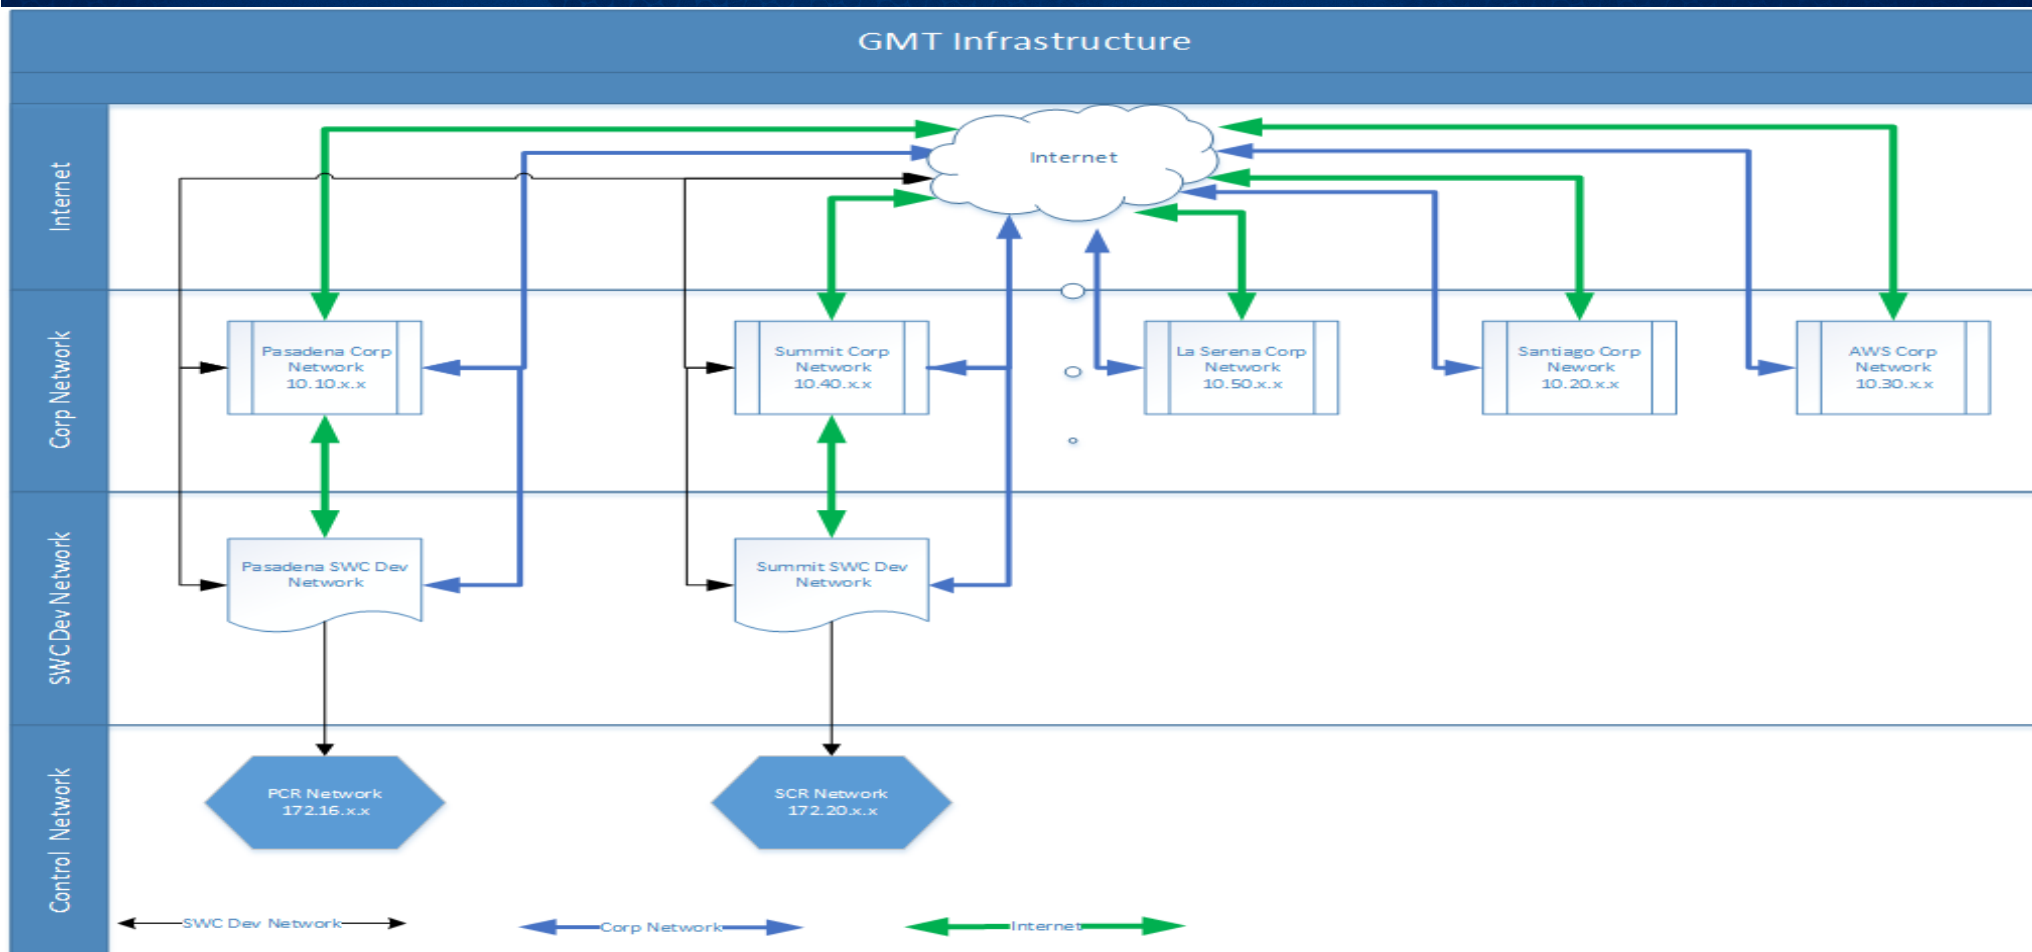 GMT Infrastructure
Internet
Internet
Corp Network
Pasadena Corp
Network
10.10.x.x
Summit Corp
Network
10.40.x.x
La Serena Corp
Network
10.50.x.x
Santiago Corp
Nework
10.20.x.x
AWS Corp
Network
10.30.x.x
SWCDev Network
Pasadena SWC Dev
Network
Summit SWC Dev
Network
Control Network
PCR Network
172.16.x.x
SCR Network
172.20.x.x
SWC Dev Network
Corp Network
Internet